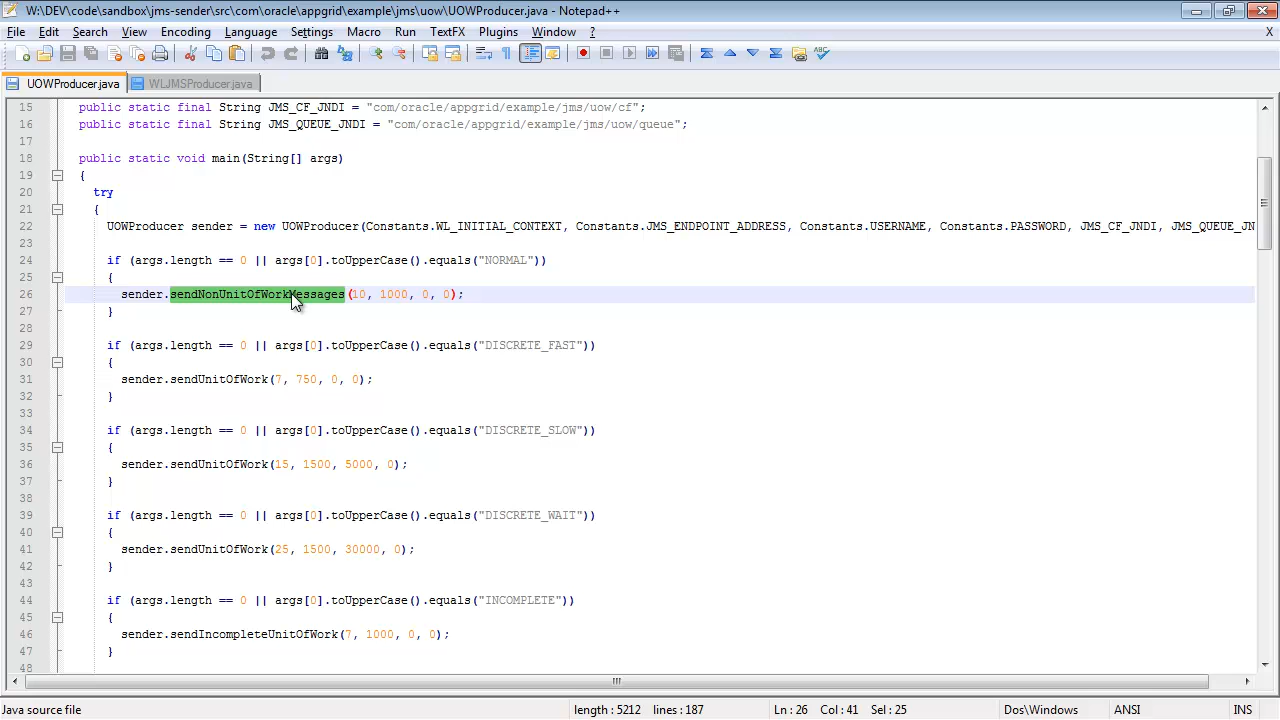 W:\DEV\code\sandbox\jms-sender\src\com\oracle\appgrid\example\jms\uow\UOWProducer.java - Notepad++
File Edit Search View Encoding Language Settings Macro Run TextFX Plugins Window ? X
UOWProducer.java WLJMSProducer.java
15 public static final String JMS_CF_JNDI = "com/oracle/appgrid/example/jms/uow/cf";
16 public static final String JMS_QUEUE_JNDI = "com/oracle/appgrid/example/jms/uow/queue";
17
18 public static void main(String[] args)
19 {
20 try
21 {
22 UOWProducer sender = new UOWProducer(Constants.WL_INITIAL_CONTEXT, Constants.JMS_ENDPOINT_ADDRESS, Constants.USERNAME, Constants.PASSWORD, JMS_CF_JNDI, JMS_QUEUE_JN
23
24 if (args.length == 0 || args[0].toUpperCase().equals("NORMAL"))
25 {
26 sender.sendNonUnitOfWorkMessages(10, 1000, 0, 0);
27 }
28
29 if (args.length == 0 || args[0].toUpperCase().equals("DISCRETE_FAST"))
30 {
31 sender.sendUnitOfWork(7, 750, 0, 0);
32 }
33
34 if (args.length == 0 || args[0].toUpperCase().equals("DISCRETE_SLOW"))
35 {
36 sender.sendUnitOfWork(15, 1500, 5000, 0);
37 }
38
39 if (args.length == 0 || args[0].toUpperCase().equals("DISCRETE_WAIT"))
40 {
41 sender.sendUnitOfWork(25, 1500, 30000, 0);
42 }
43
44 if (args.length == 0 || args[0].toUpperCase().equals("INCOMPLETE"))
45 {
46 sender.sendIncompleteUnitOfWork(7, 1000, 0, 0);
47 }
48
Java source file length : 5212 lines : 187 Ln : 26 Col : 41 Sel : 25 Dos\Windows ANSI INS